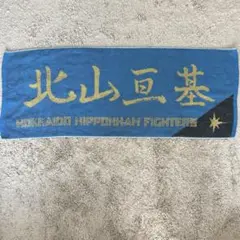 北山亘基
HOKKAIDO NIPPONHAM FIGHTERS